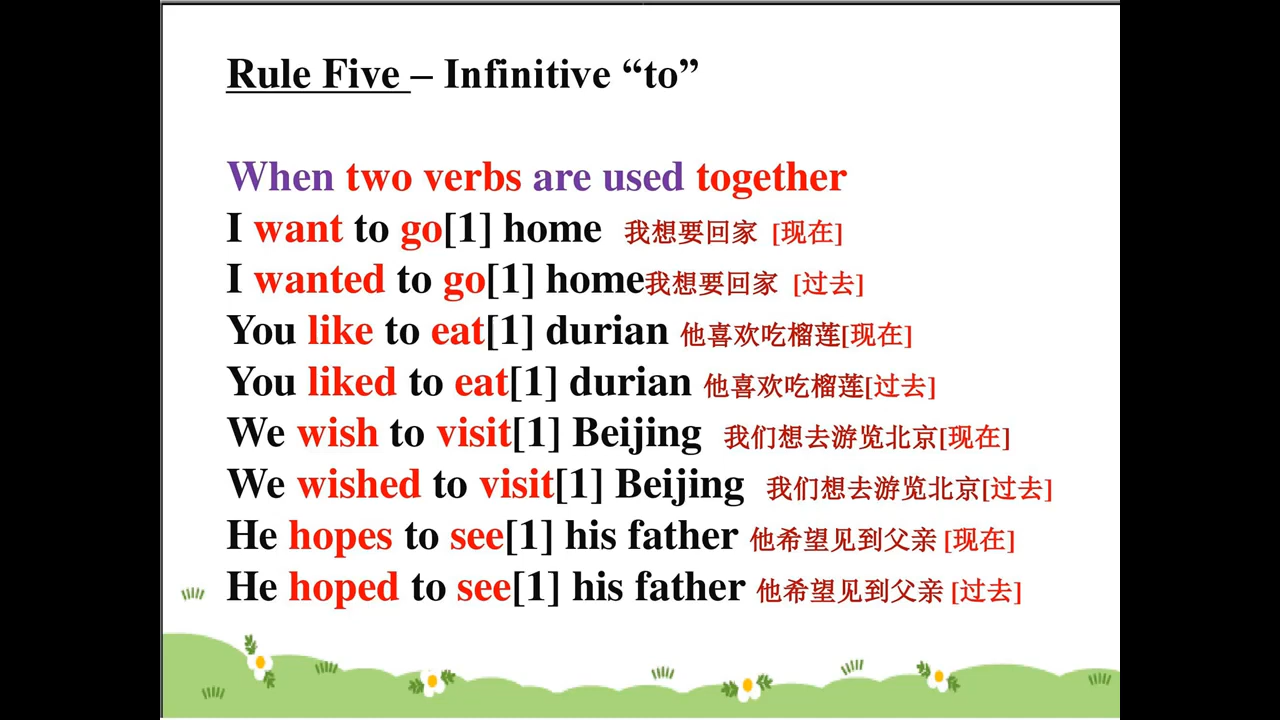 Rule Five – Infinitive “to”
When two verbs are used together
I want to go[1] home 我想要回家 [现在]
I wanted to go[1] home我想要回家 [过去]
You like to eat[1] durian 他喜欢吃榴莲[现在]
You liked to eat[1] durian 他喜欢吃榴莲[过去]
We wish to visit[1] Beijing 我们想去游览北京[现在]
We wished to visit[1] Beijing 我们想去游览北京[过去]
He hopes to see[1] his father 他希望见到父亲 [现在]
He hoped to see[1] his father 他希望见到父亲 [过去]